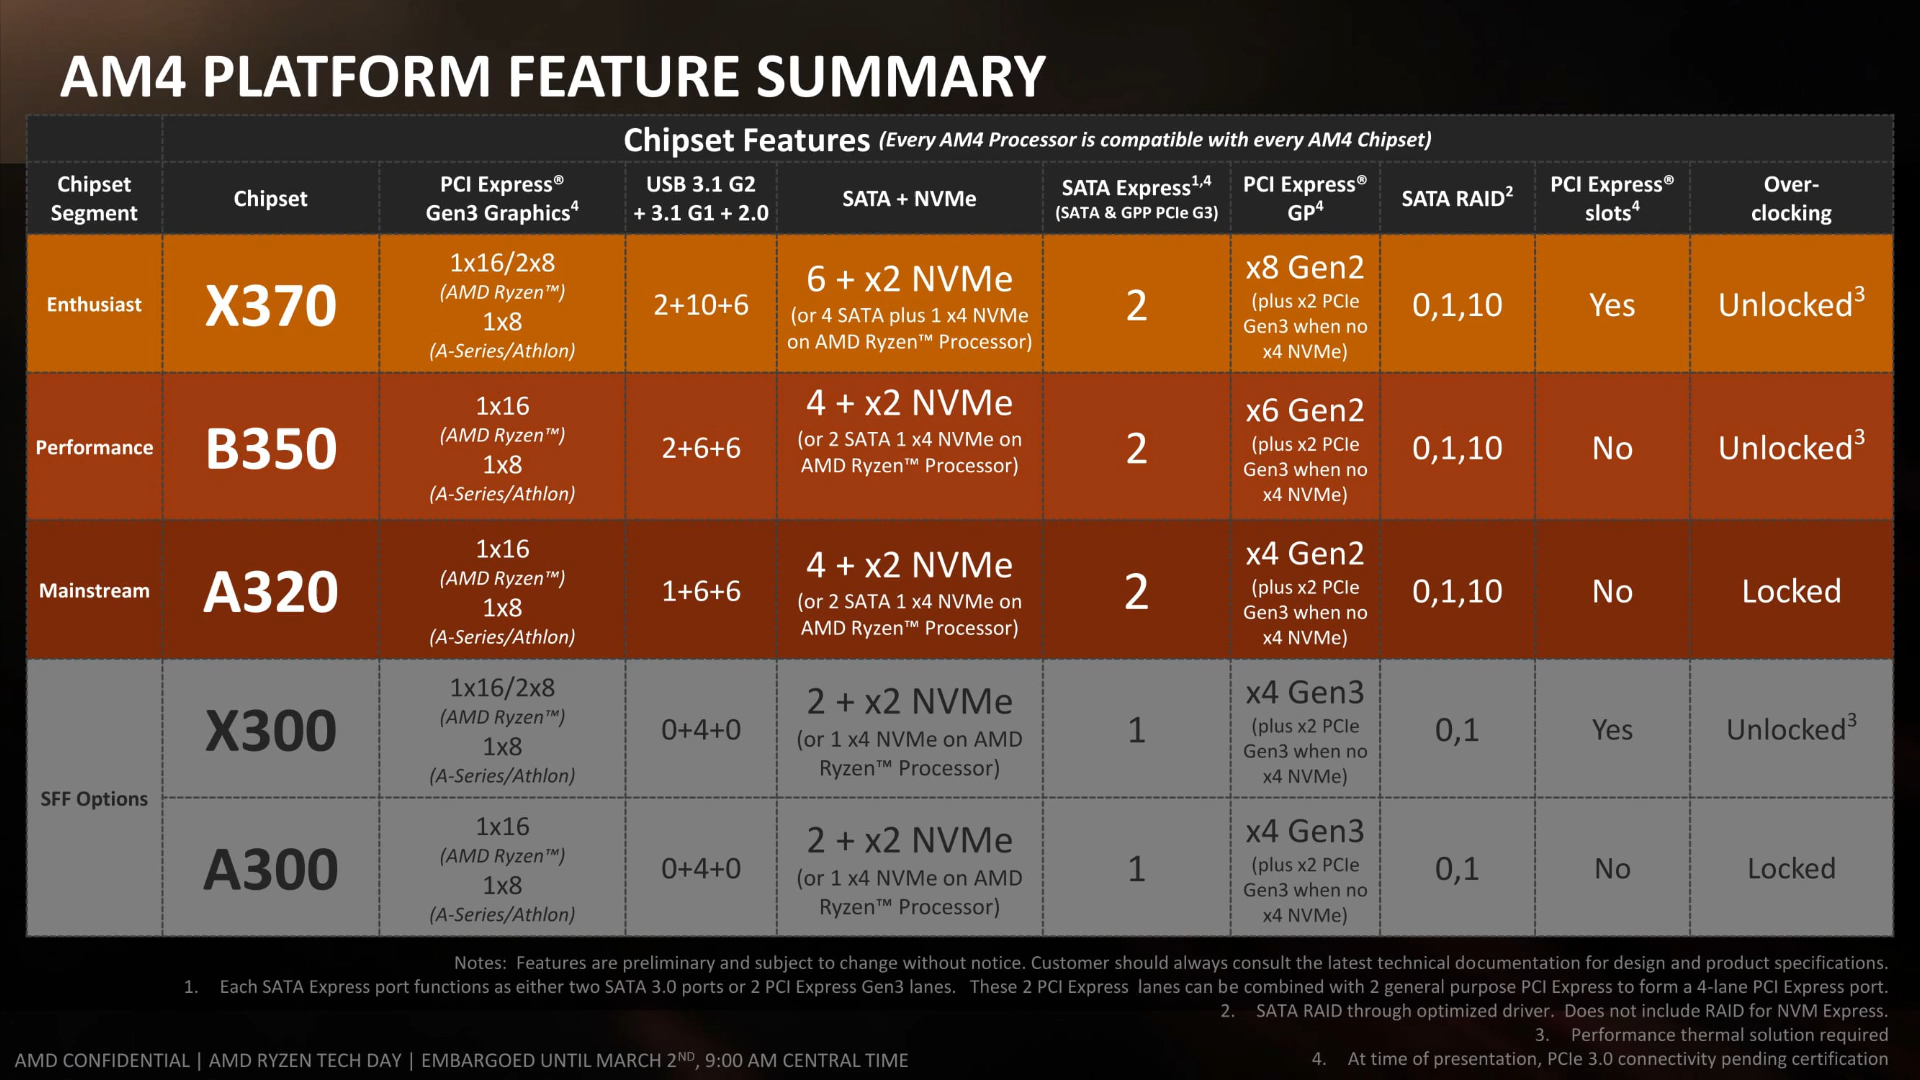 AM4 PLATFORM FEATURE SUMMARY
Chipset Features (Every AM4 Processor is compatible with every AM4 Chipset)
Chipset
Segment
Chipset
PCI Express®
Gen3 Graphics4
USB 3.1 G2
+ 3.1 G1 + 2.0
SATA + NVMe
SATA Express1,4
(SATA & GPP PCIe G3)
PCI Express®
GP4
SATA RAID2
PCI Express®
slots4
Over-
clocking
Enthusiast
X370
1x16/2x8
(AMD Ryzen™)
1x8
(A-Series/Athlon)
2+10+6
6 + x2 NVMe
(or 4 SATA plus 1 x4 NVMe
on AMD Ryzen™ Processor)
2
x8 Gen2
(plus x2 PCIe
Gen3 when no
x4 NVMe)
0,1,10
Yes
Unlocked3
Performance
B350
1x16
(AMD Ryzen™)
1x8
(A-Series/Athlon)
2+6+6
4 + x2 NVMe
(or 2 SATA 1 x4 NVMe on
AMD Ryzen™ Processor)
2
x6 Gen2
(plus x2 PCIe
Gen3 when no
x4 NVMe)
0,1,10
No
Unlocked3
Mainstream
A320
1x16
(AMD Ryzen™)
1x8
(A-Series/Athlon)
1+6+6
4 + x2 NVMe
(or 2 SATA 1 x4 NVMe on
AMD Ryzen™ Processor)
2
x4 Gen2
(plus x2 PCIe
Gen3 when no
x4 NVMe)
0,1,10
No
Locked
SFF Options
X300
1x16/2x8
(AMD Ryzen™)
1x8
(A-Series/Athlon)
0+4+0
2 + x2 NVMe
(or 1 x4 NVMe on AMD
Ryzen™ Processor)
1
x4 Gen3
(plus x2 PCIe
Gen3 when no
x4 NVMe)
0,1
Yes
Unlocked3
A300
1x16
(AMD Ryzen™)
1x8
(A-Series/Athlon)
0+4+0
2 + x2 NVMe
(or 1 x4 NVMe on AMD
Ryzen™ Processor)
1
x4 Gen3
(plus x2 PCIe
Gen3 when no
x4 NVMe)
0,1
No
Locked
Notes: Features are preliminary and subject to change without notice. Customer should always consult the latest technical documentation for design and product specifications.
1. Each SATA Express port functions as either two SATA 3.0 ports or 2 PCI Express Gen3 lanes. These 2 PCI Express lanes can be combined with 2 general purpose PCI Express to form a 4-lane PCI Express port.
2. SATA RAID through optimized driver. Does not include RAID for NVM Express.
3. Performance thermal solution required
4. At time of presentation, PCIe 3.0 connectivity pending certification
AMD CONFIDENTIAL | AMD RYZEN TECH DAY | EMBARGOED UNTIL MARCH 2ND, 9:00 AM CENTRAL TIME